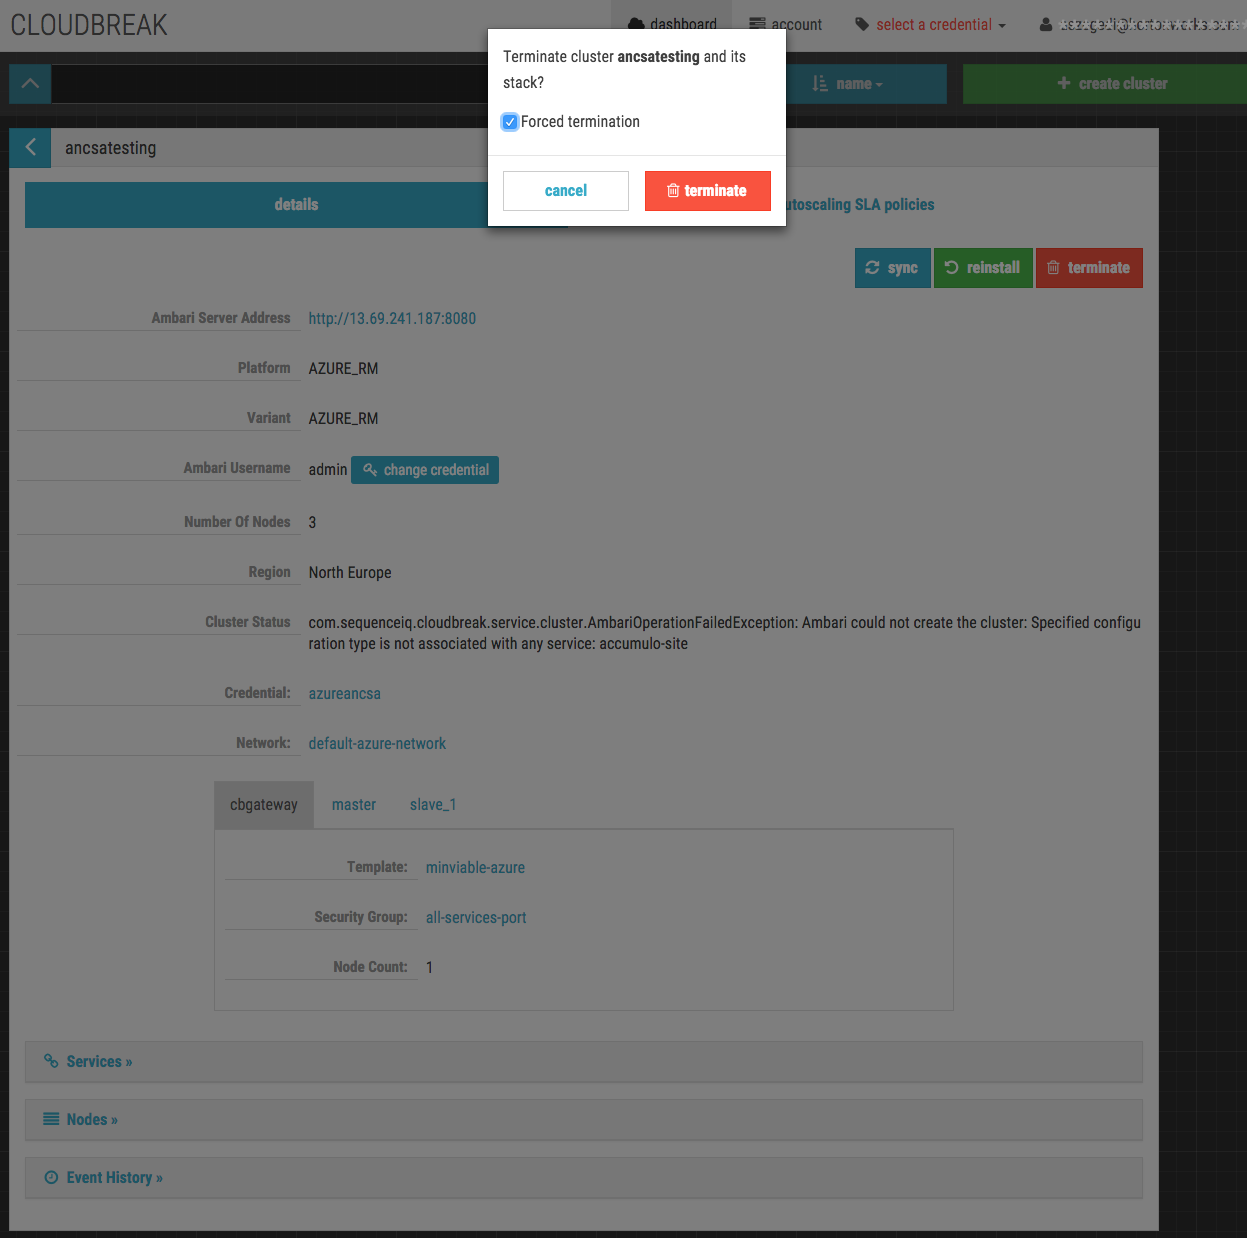 CLOUDBREAK
dashboard
account
select a credential
name
create cluster
Terminate cluster ancsatesting and its
stack?
Forced termination
cancel
terminate
ancsatesting
details
utoscaling SLA policies
sync
reinstall
terminate
Ambari Server Address http://13.69.241.187:8080
Platform AZURE_RM
Variant AZURE_RM
Ambari Username admin change credential
Number Of Nodes 3
Region North Europe
Cluster Status com.sequenceiq.cloudbreak.service.cluster.AmbariOperationFailedException: Ambari could not create the cluster: Specified configu
ration type is not associated with any service: accumulo-site
Credential: azureancsa
Network: default-azure-network
cbgateway master slave_1
Template: minviable-azure
Security Group: all-services-port
Node Count: 1
Services »
Nodes »
Event History »